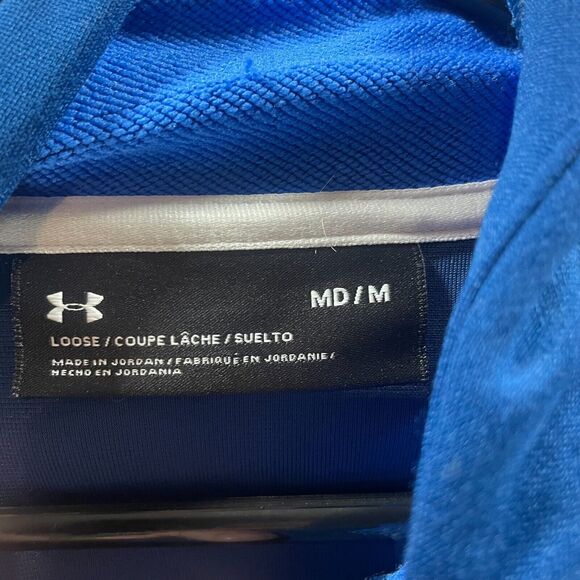 MD/M
LOOSE / COUPE LÂCHE / SUELTO
MADE IN JORDAN / FABRIQUÉ EN JORDANIE /
HECHO EN JORDANIA